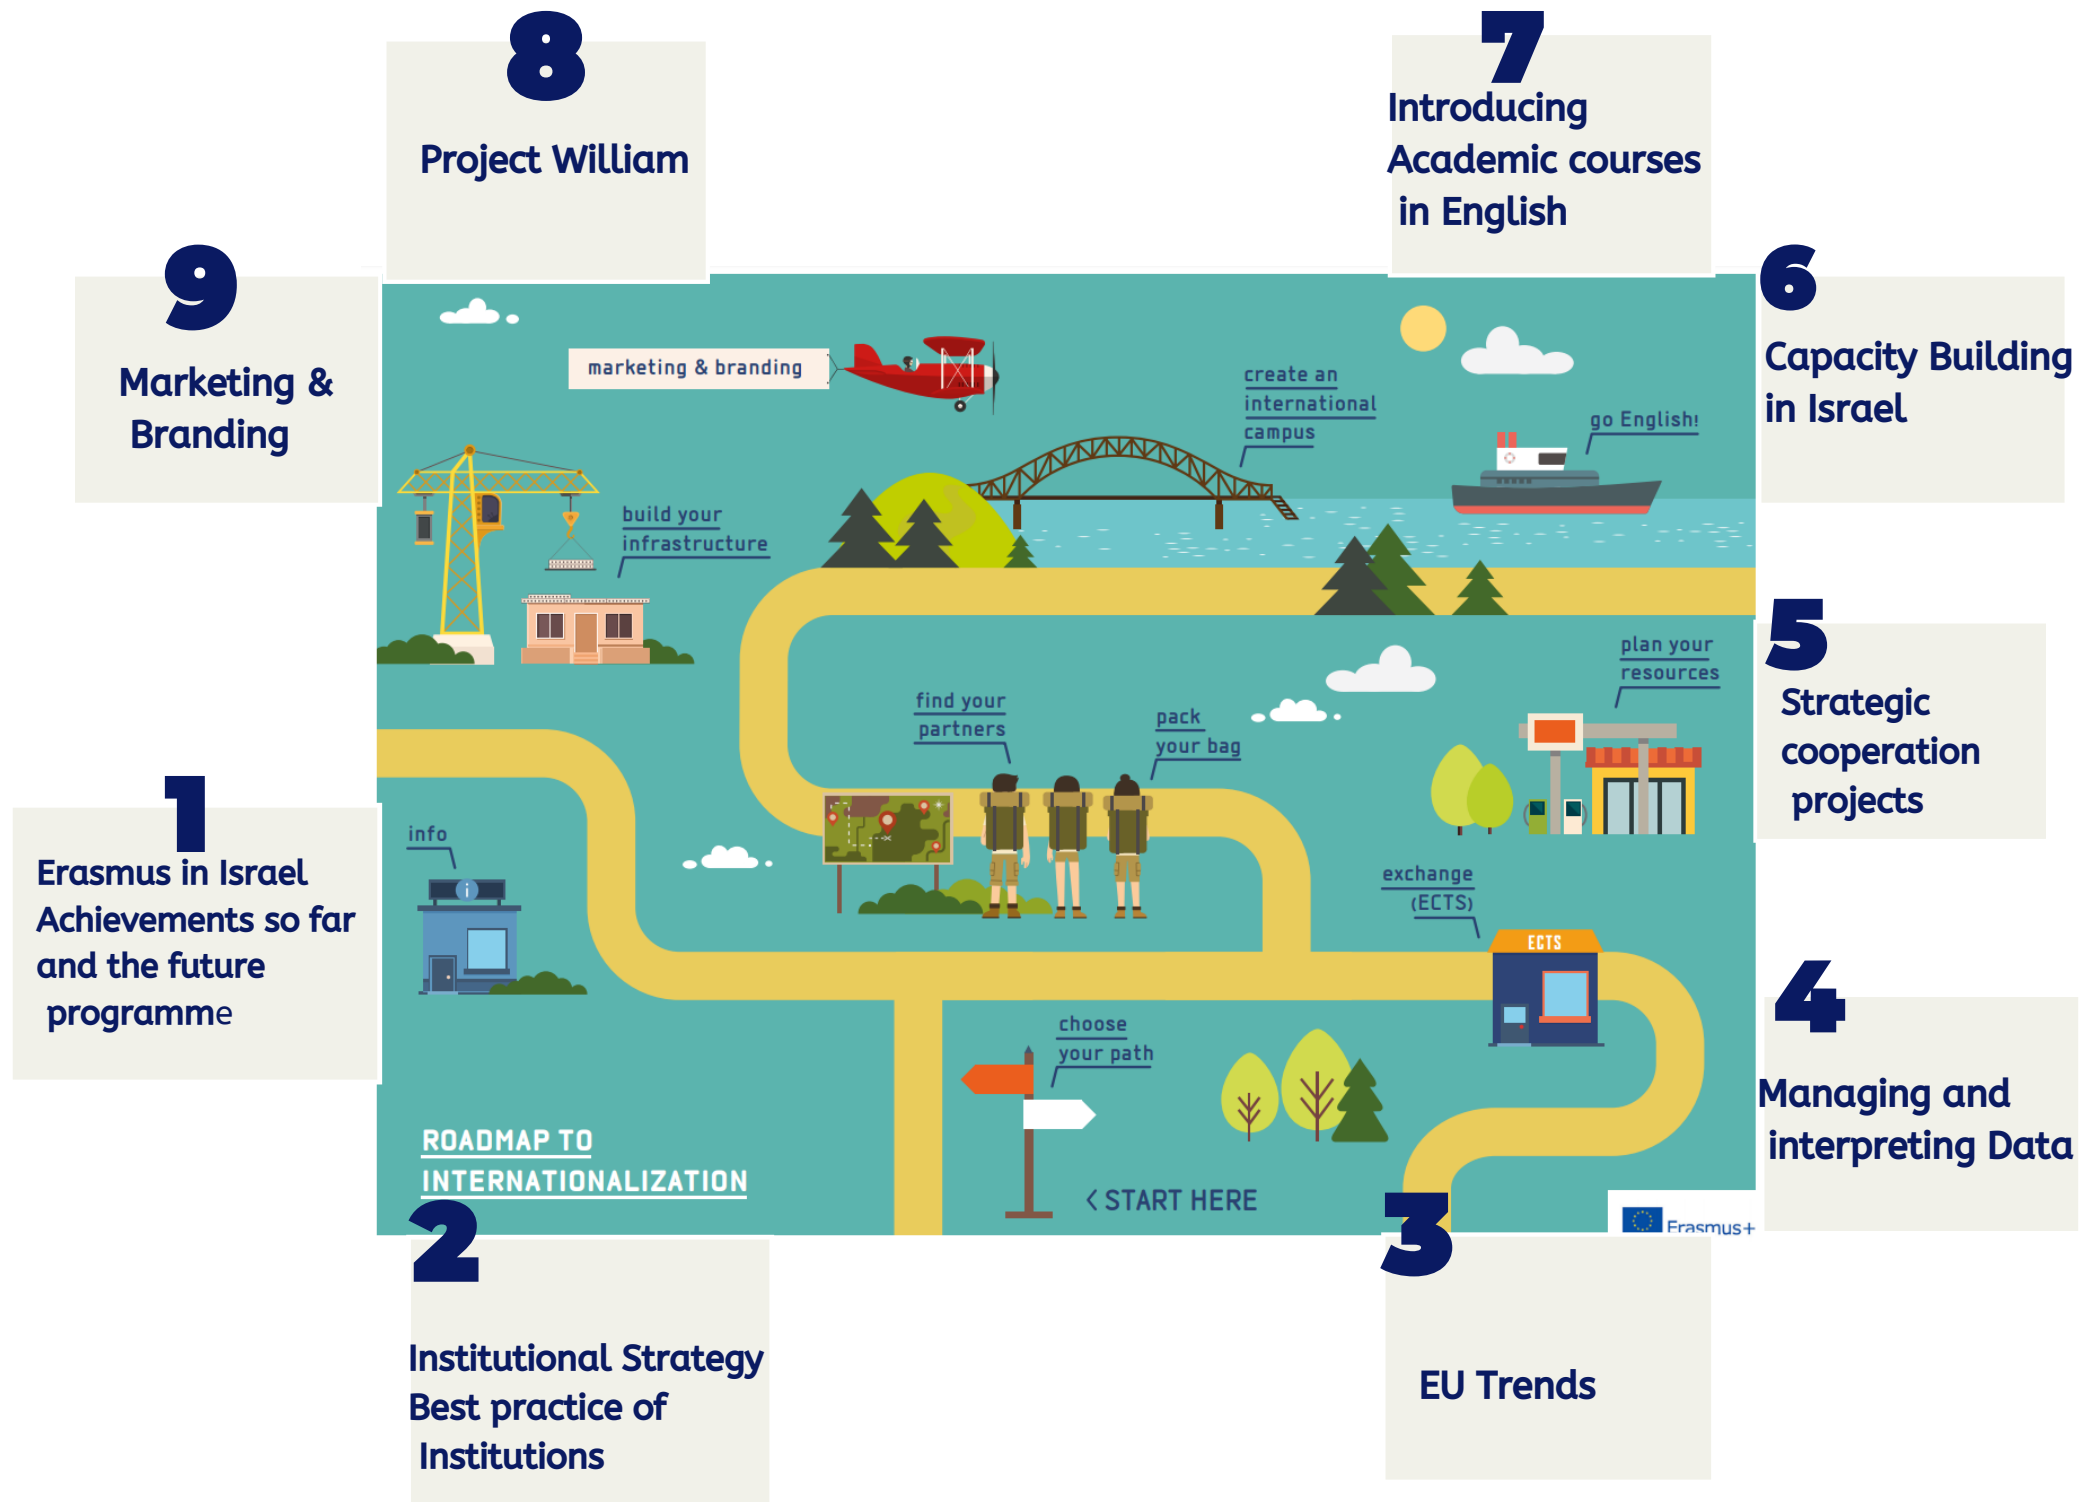 8
Project William
7
Introducing
Academic courses
in English
9
Marketing &
Branding
6
Capacity Building
in Israel
marketing & branding
create an
international
campus
go English!
build your
infrastructure
5
Strategic
cooperation
projects
plan your
resources
find your
partners
pack
your bag
1
Erasmus in Israel
Achievements so far
and the future
programme
info
i
exchange
(ECTS)
ECTS
4
Managing and
interpreting Data
choose
your path
ROADMAP TO
INTERNATIONALIZATION
< START HERE
Erasmus+
2
Institutional Strategy
Best practice of
Institutions
3
EU Trends